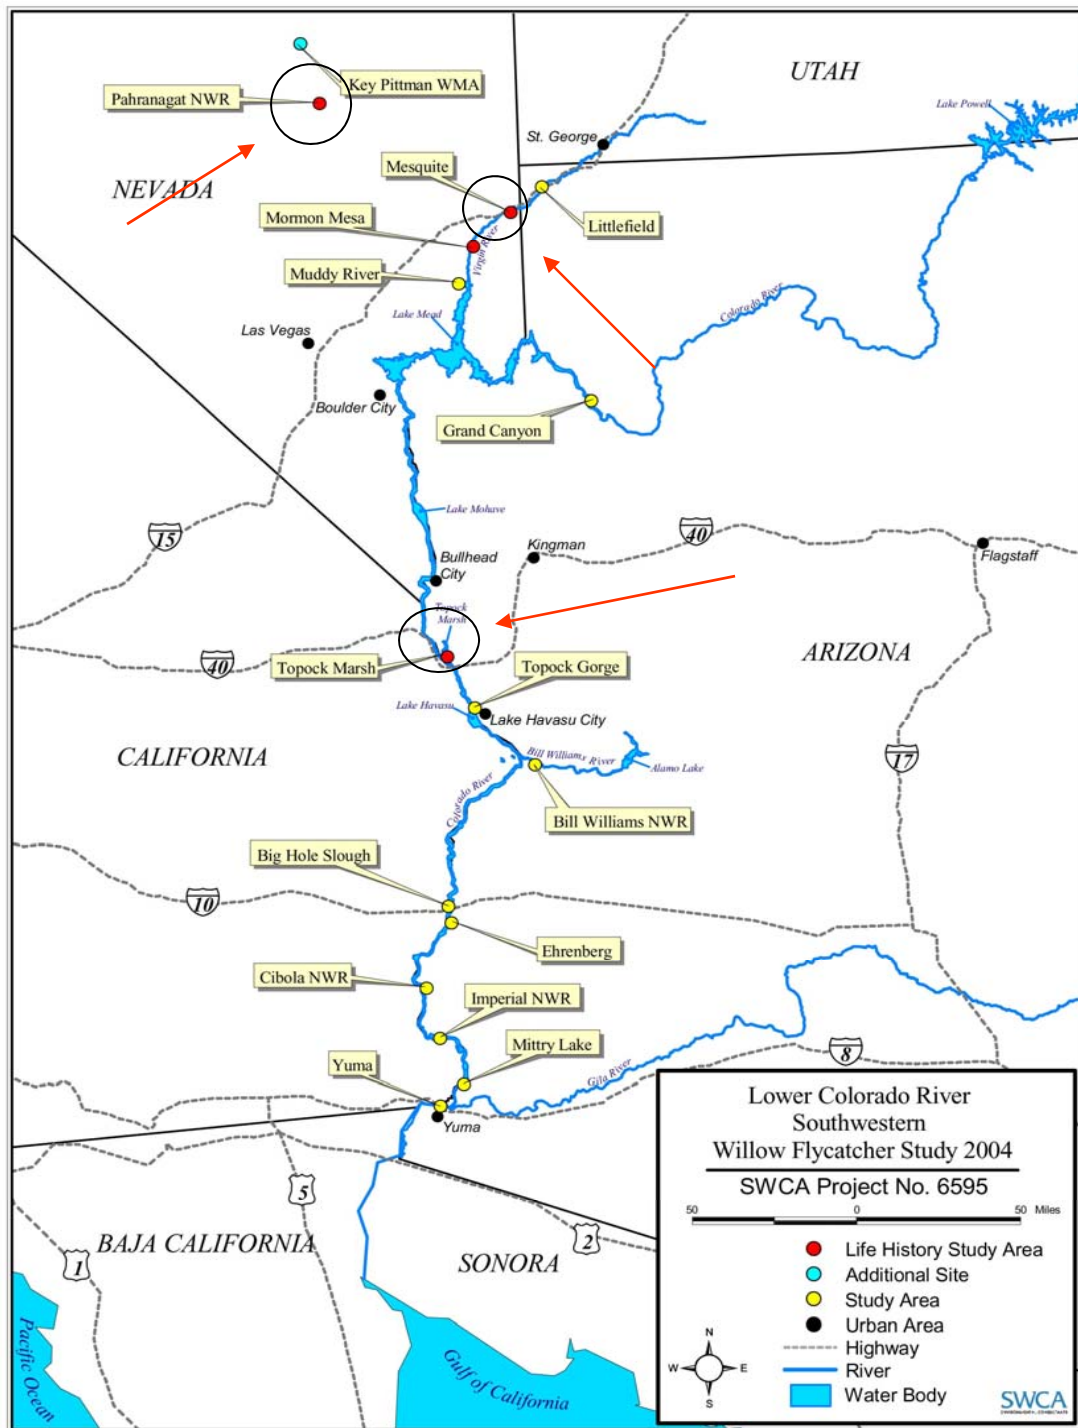 UTAH
Key Pittman WMA
Pahranagat NWR
Lake Powell
St. George
Mesquite
NEVADA
Mormon Mesa
Littlefield
Virgin River
Muddy River
Colorado River
Lake Mead
Las Vegas
Boulder City
Grand Canyon
Lake Mohave
15
40
Kingman
Flagstaff
Bullhead
City
Topock
Marsh
40
Topock Marsh
Topock Gorge
ARIZONA
Lake Havasu
Lake Havasu City
CALIFORNIA
Bill Williams River
Alamo Lake
17
Colorado River
Bill Williams NWR
Big Hole Slough
10
Ehrenberg
Cibola NWR
Imperial NWR
Mittry Lake
Yuma
8
Gila River
Yuma
5
2
BAJA CALIFORNIA
1
SONORA
Pacific Ocean
Gulf of California
Lower Colorado River
Southwestern
Willow Flycatcher Study 2004
SWCA Project No. 6595
50 0 50 Miles
Life History Study Area
Additional Site
Study Area
Urban Area
Highway
River
Water Body
N
W E
S
SWCA